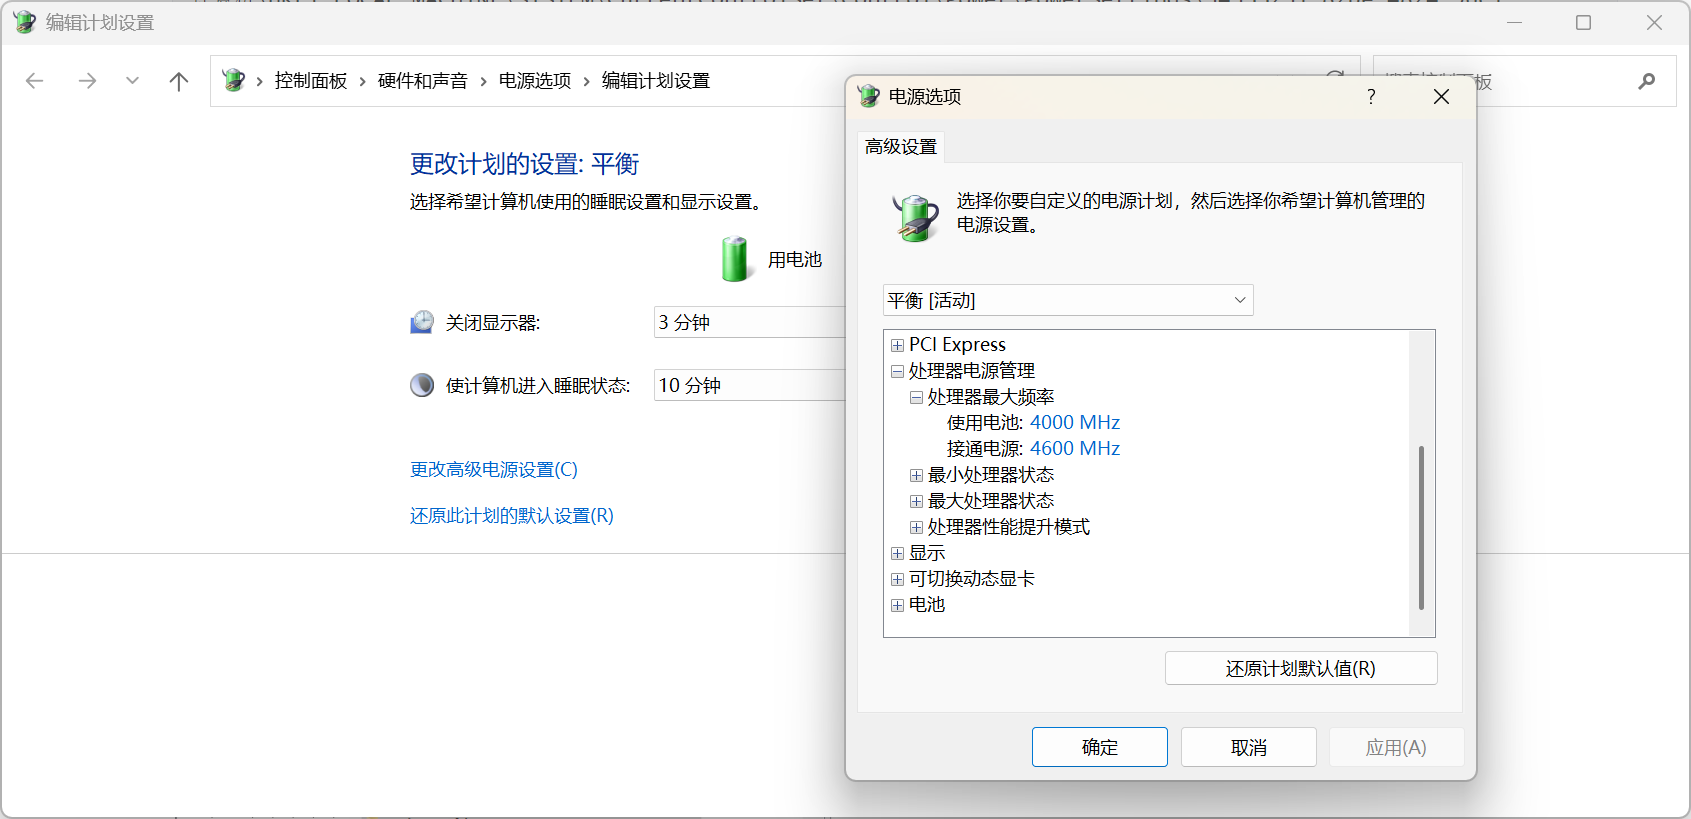 编辑计划设置
控制面板 › 硬件和声音 › 电源选项 › 编辑计划设置
更改计划的设置: 平衡
选择希望计算机使用的睡眠设置和显示设置。
用电池
关闭显示器:
3 分钟
使计算机进入睡眠状态:
10 分钟
更改高级电源设置(C)
还原此计划的默认设置(R)
电源选项
?
高级设置
选择你要自定义的电源计划，然后选择你希望计算机管理的
电源设置。
平衡 [活动]
PCI Express
处理器电源管理
处理器最大频率
使用电池: 4000 MHz
接通电源: 4600 MHz
最小处理器状态
最大处理器状态
处理器性能提升模式
显示
可切换动态显卡
电池
还原计划默认值(R)
确定
取消
应用(A)